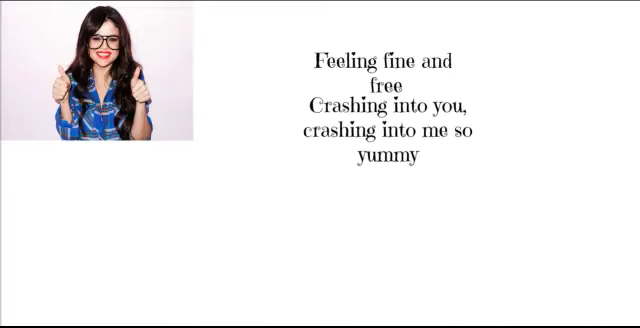 Feeling fine and
free
Crashing into you,
crashing into me so
yummy